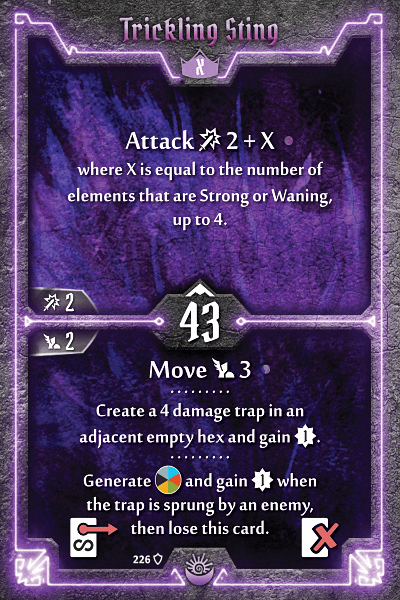 Trickling Sting
X
Attack 2 + X
where X is equal to the number of
elements that are Strong or Waning,
up to 4.
2
43
2
Move 3
Create a 4 damage trap in an
adjacent empty hex and gain 1.
Generate and gain 1 when
the trap is sprung by an enemy,
then lose this card.
226